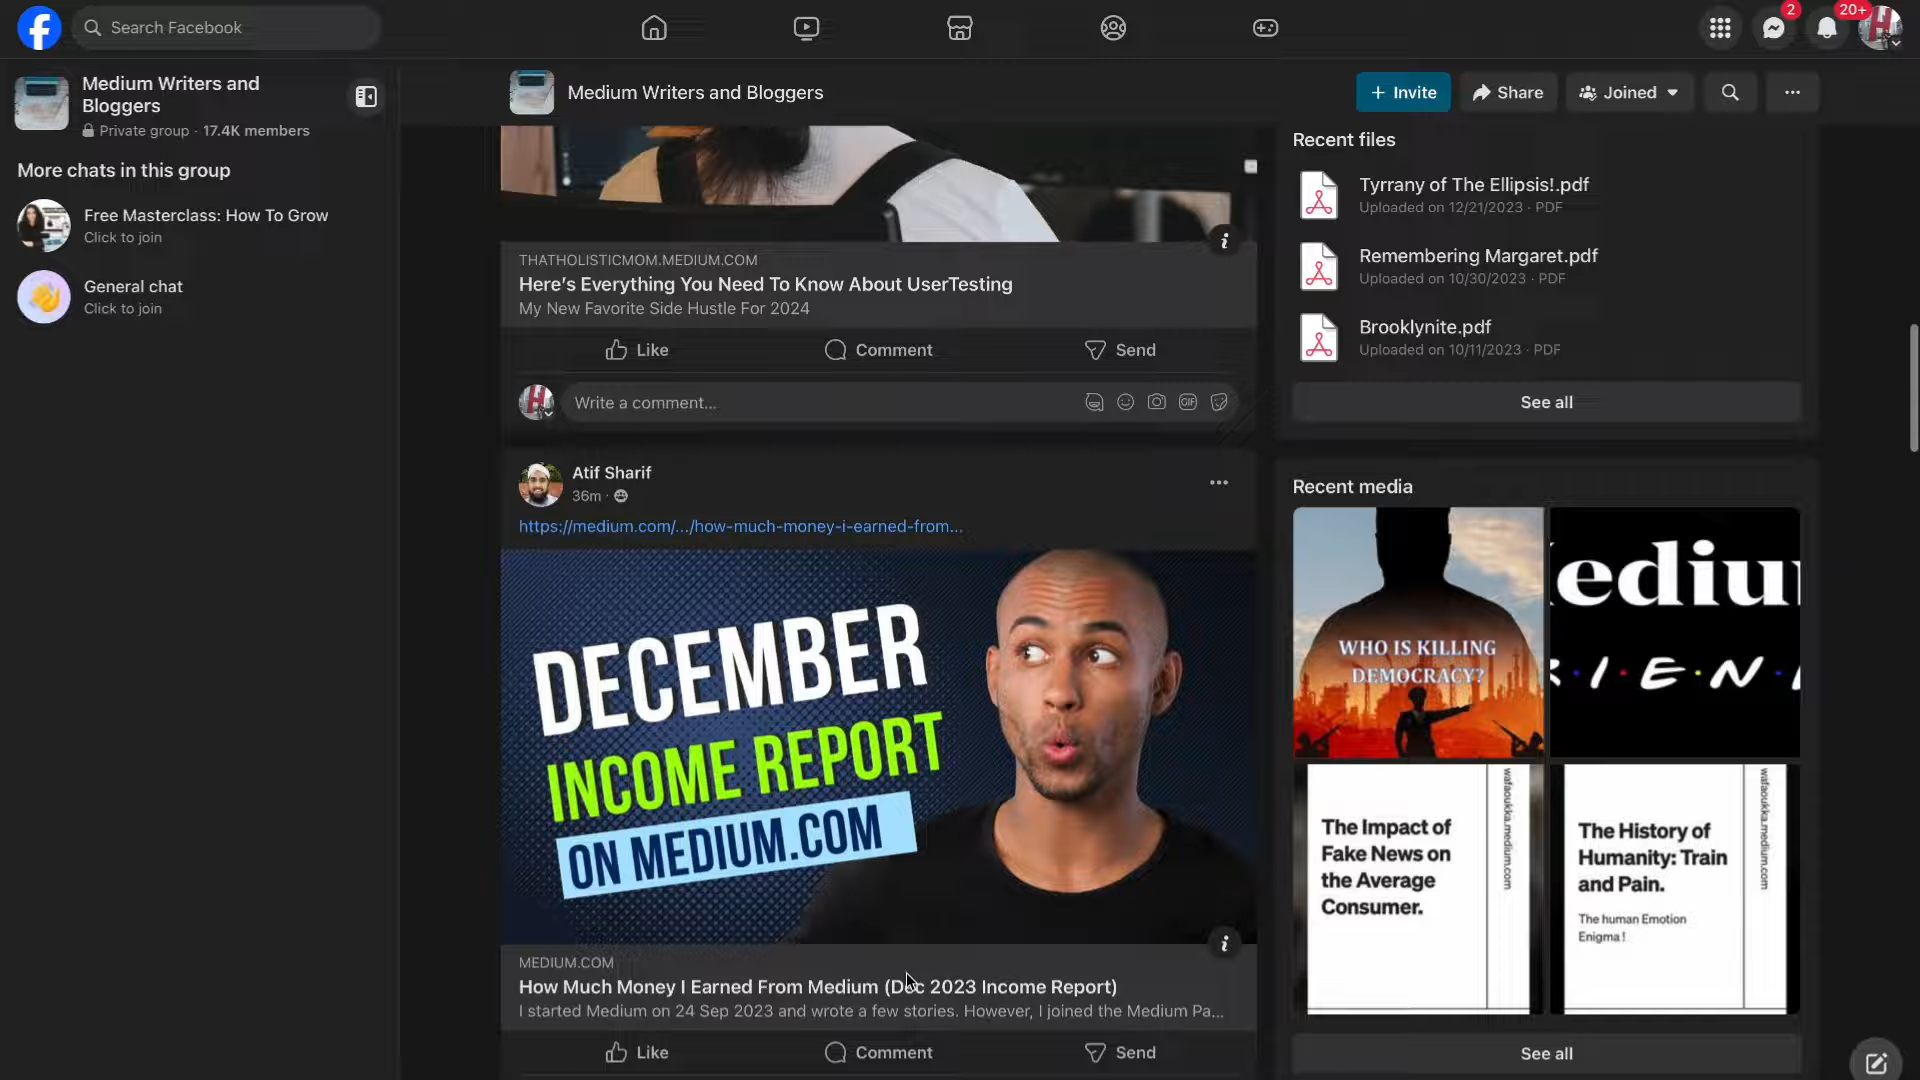 Search Facebook
2
20+
Medium Writers and
Bloggers
Private group · 17.4K members
More chats in this group
Free Masterclass: How To Grow
Click to join
General chat
Click to join
Medium Writers and Bloggers
+ Invite
Share
Joined
THATHOLISTICMOM.MEDIUM.COM
Here's Everything You Need To Know About UserTesting
My New Favorite Side Hustle For 2024
Like
Comment
Send
Write a comment...
GIF
Atif Sharif
36m ·
https://medium.com/.../how-much-money-i-earned-from...
DECEMBER
INCOME REPORT
ON MEDIUM.COM
MEDIUM.COM
How Much Money I Earned From Medium (Dec 2023 Income Report)
I started Medium on 24 Sep 2023 and wrote a few stories. However, I joined the Medium Pa...
Like
Comment
Send
Recent files
Tyrrany of The Ellipsis!.pdf
Uploaded on 12/21/2023 · PDF
Remembering Margaret.pdf
Uploaded on 10/30/2023 · PDF
Brooklynite.pdf
Uploaded on 10/11/2023 · PDF
See all
Recent media
WHO IS KILLING
DEMOCRACY?
ediu
I·E·N·
The Impact of
Fake News on
the Average
Consumer.
wafaoukka.medium.com
The History of
Humanity: Train
and Pain.
The human Emotion
Enigma !
wafaoukka.medium.com
See all